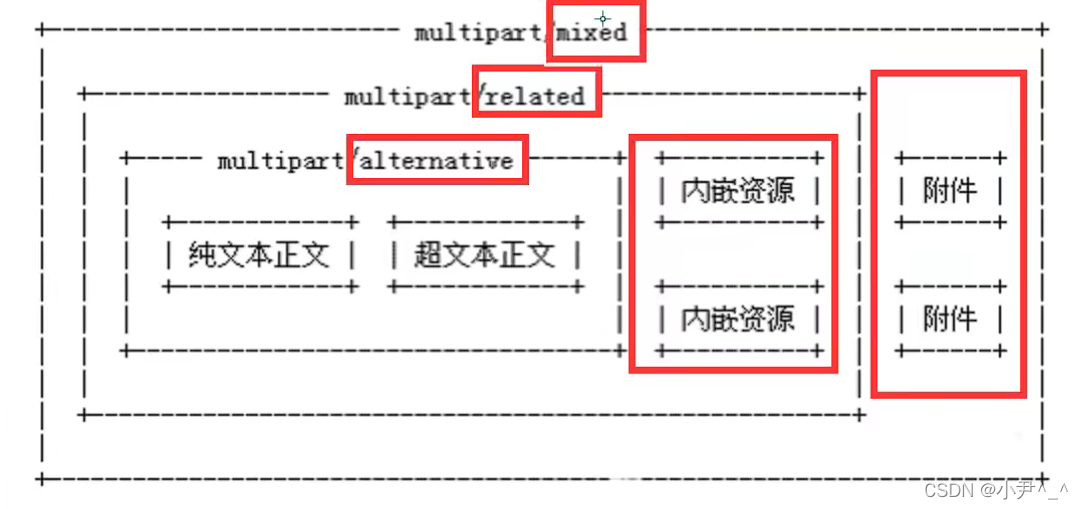 multipart/mixed
multipart/related
multipart/alternative
内嵌资源
附件
纯文本正文
超文本正文
内嵌资源
附件
CSDN @小尹^_^